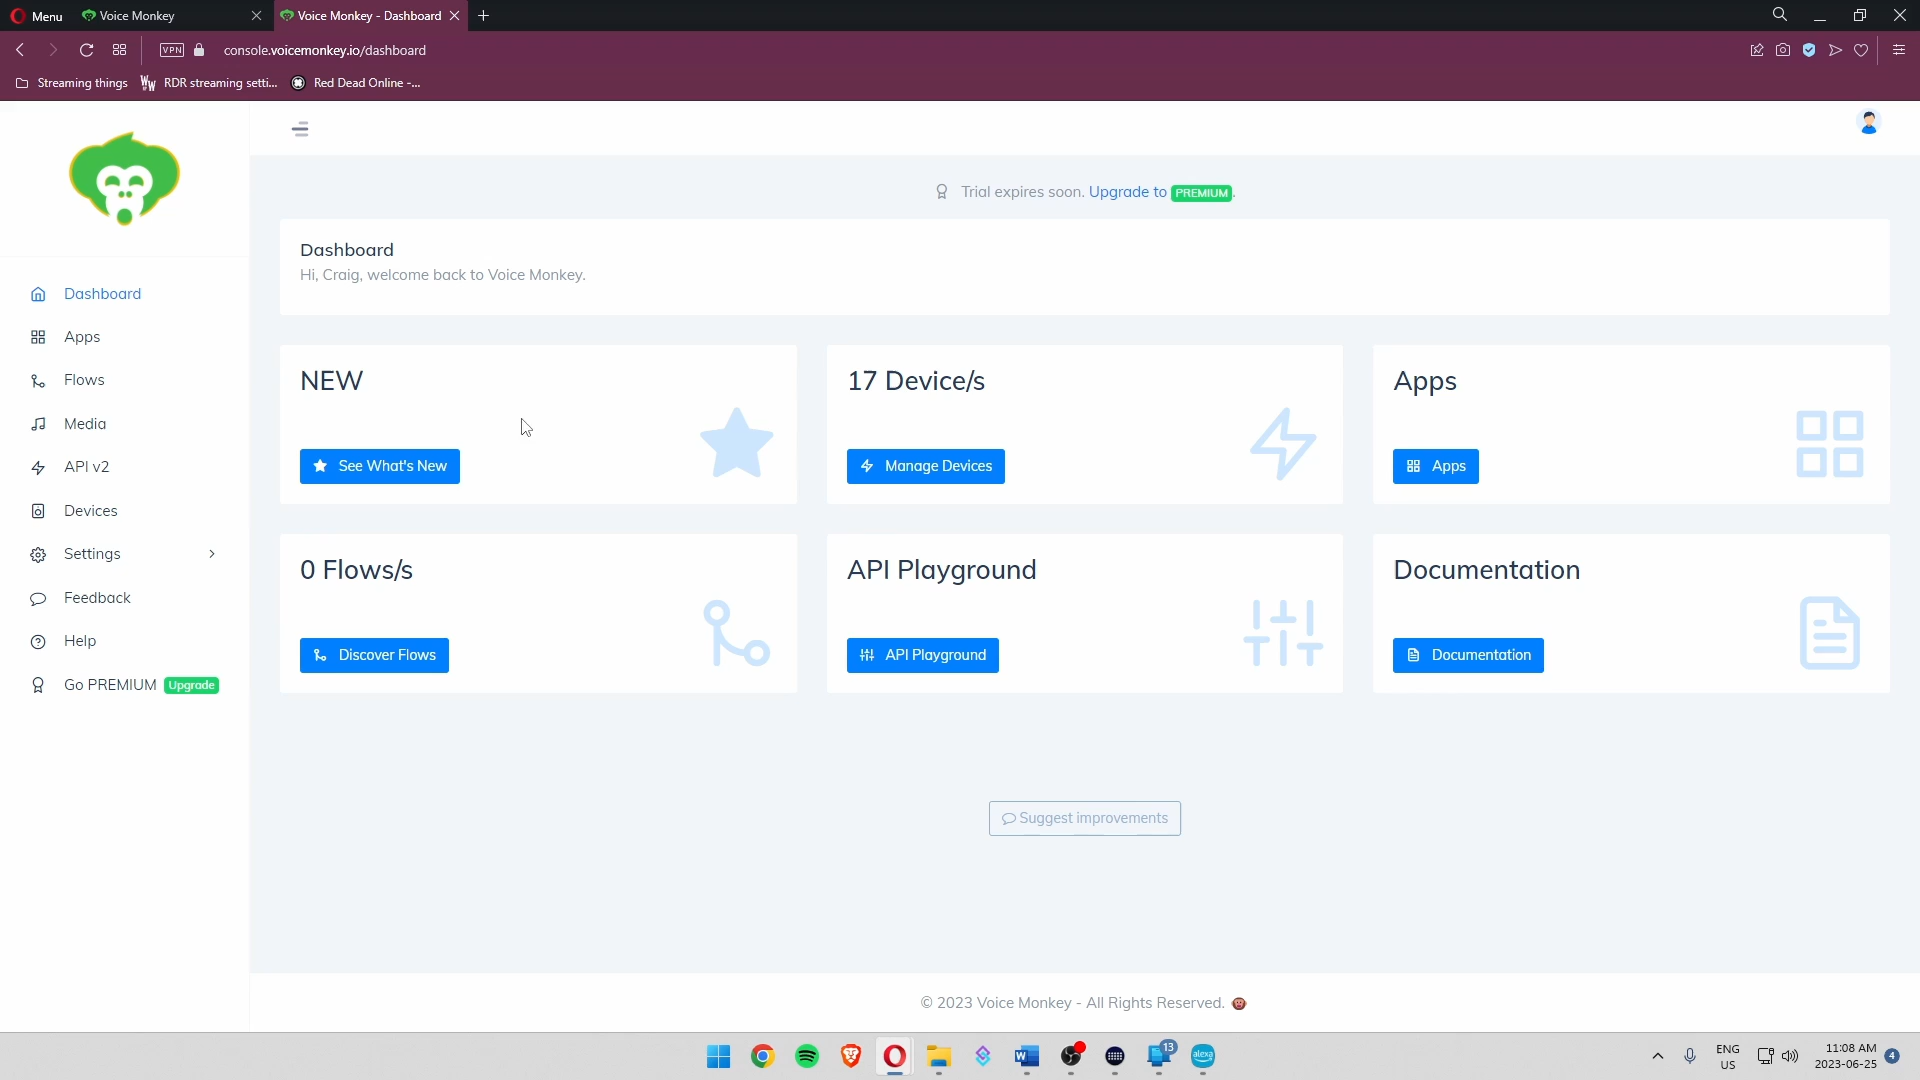 Menu
Voice Monkey
Voice Monkey - Dashboard
VPN
console.voicemonkey.io/dashboard
Streaming things
RDR streaming setti...
Red Dead Online -...
Trial expires soon. Upgrade to PREMIUM.
Dashboard
Hi, Craig, welcome back to Voice Monkey.
Dashboard
Apps
Flows
Media
API v2
Devices
Settings
Feedback
Help
Go PREMIUM Upgrade
NEW
See What's New
17 Device/s
Manage Devices
Apps
Apps
0 Flows/s
Discover Flows
API Playground
API Playground
Documentation
Documentation
Suggest improvements
© 2023 Voice Monkey - All Rights Reserved.
W
13
alexa
ENG
US
11:08 AM
2023-06-25
4